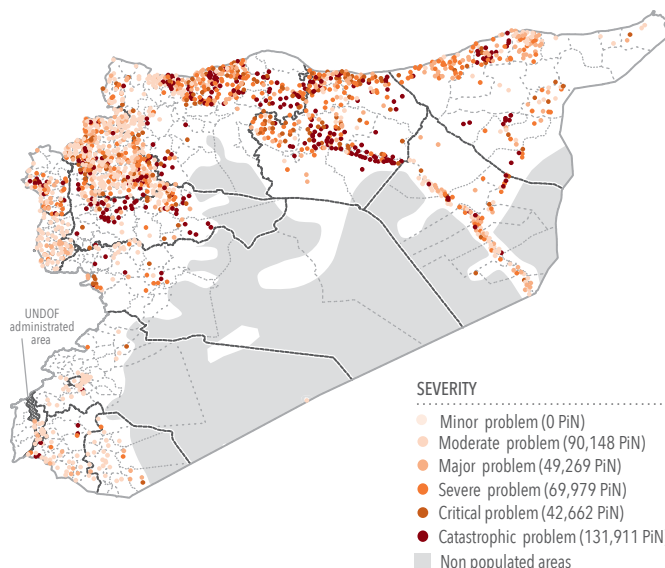 UNDOF
administrated
area
SEVERITY
Minor problem (0 PiN)
Moderate problem (90,148 PiN)
Major problem (49,269 PiN)
Severe problem (69,979 PiN)
Critical problem (42,662 PiN)
Catastrophic problem (131,911 PiN
Non populated areas